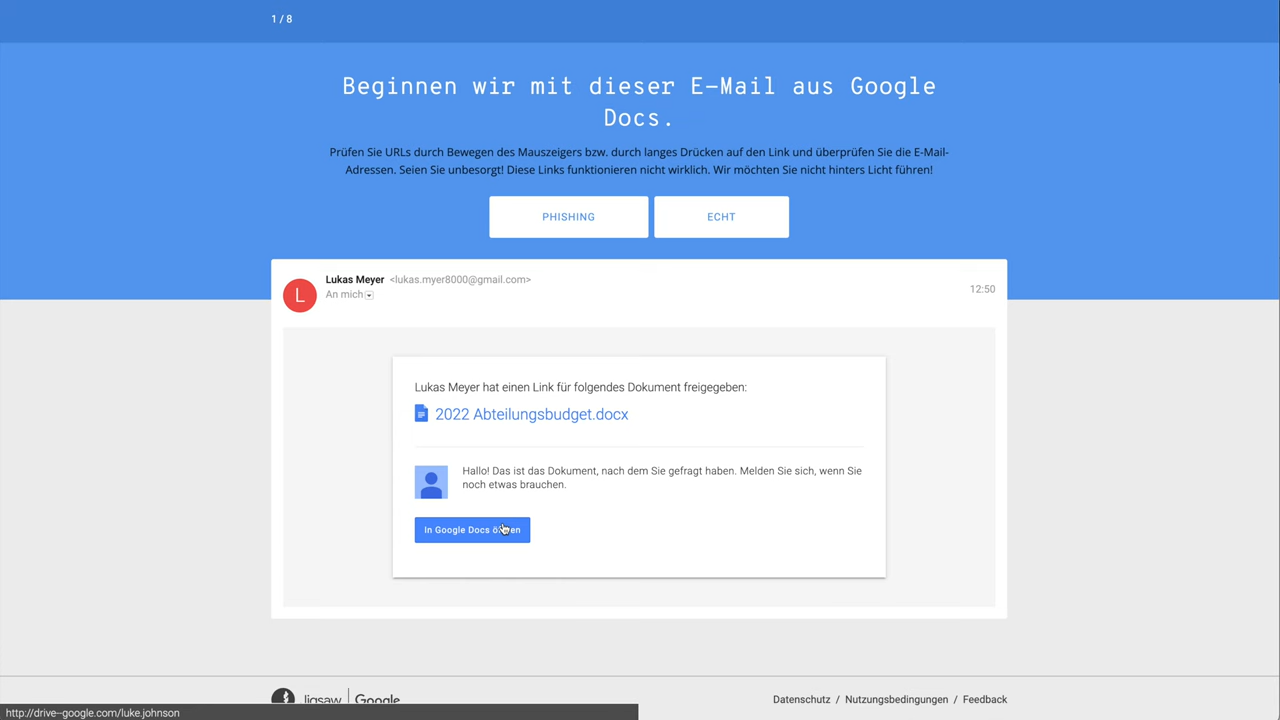 1 / 8
Beginnen wir mit dieser E-Mail aus Google
Docs.
Prüfen Sie URLs durch Bewegen des Mauszeigers bzw. durch langes Drücken auf den Link und überprüfen Sie die E-Mail-
Adressen. Seien Sie unbesorgt! Diese Links funktionieren nicht wirklich. Wir möchten Sie nicht hinters Licht führen!
PHISHING ECHT
Lukas Meyer <lukas.myer8000@gmail.com>
An mich
12:50
L
Lukas Meyer hat einen Link für folgendes Dokument freigegeben:
2022 Abteilungsbudget.docx
Hallo! Das ist das Dokument, nach dem Sie gefragt haben. Melden Sie sich, wenn Sie
noch etwas brauchen.
In Google Docs öffnen
Jigsaw Google
Datenschutz / Nutzungsbedingungen / Feedback
http://drive--google.com/luke.johnson